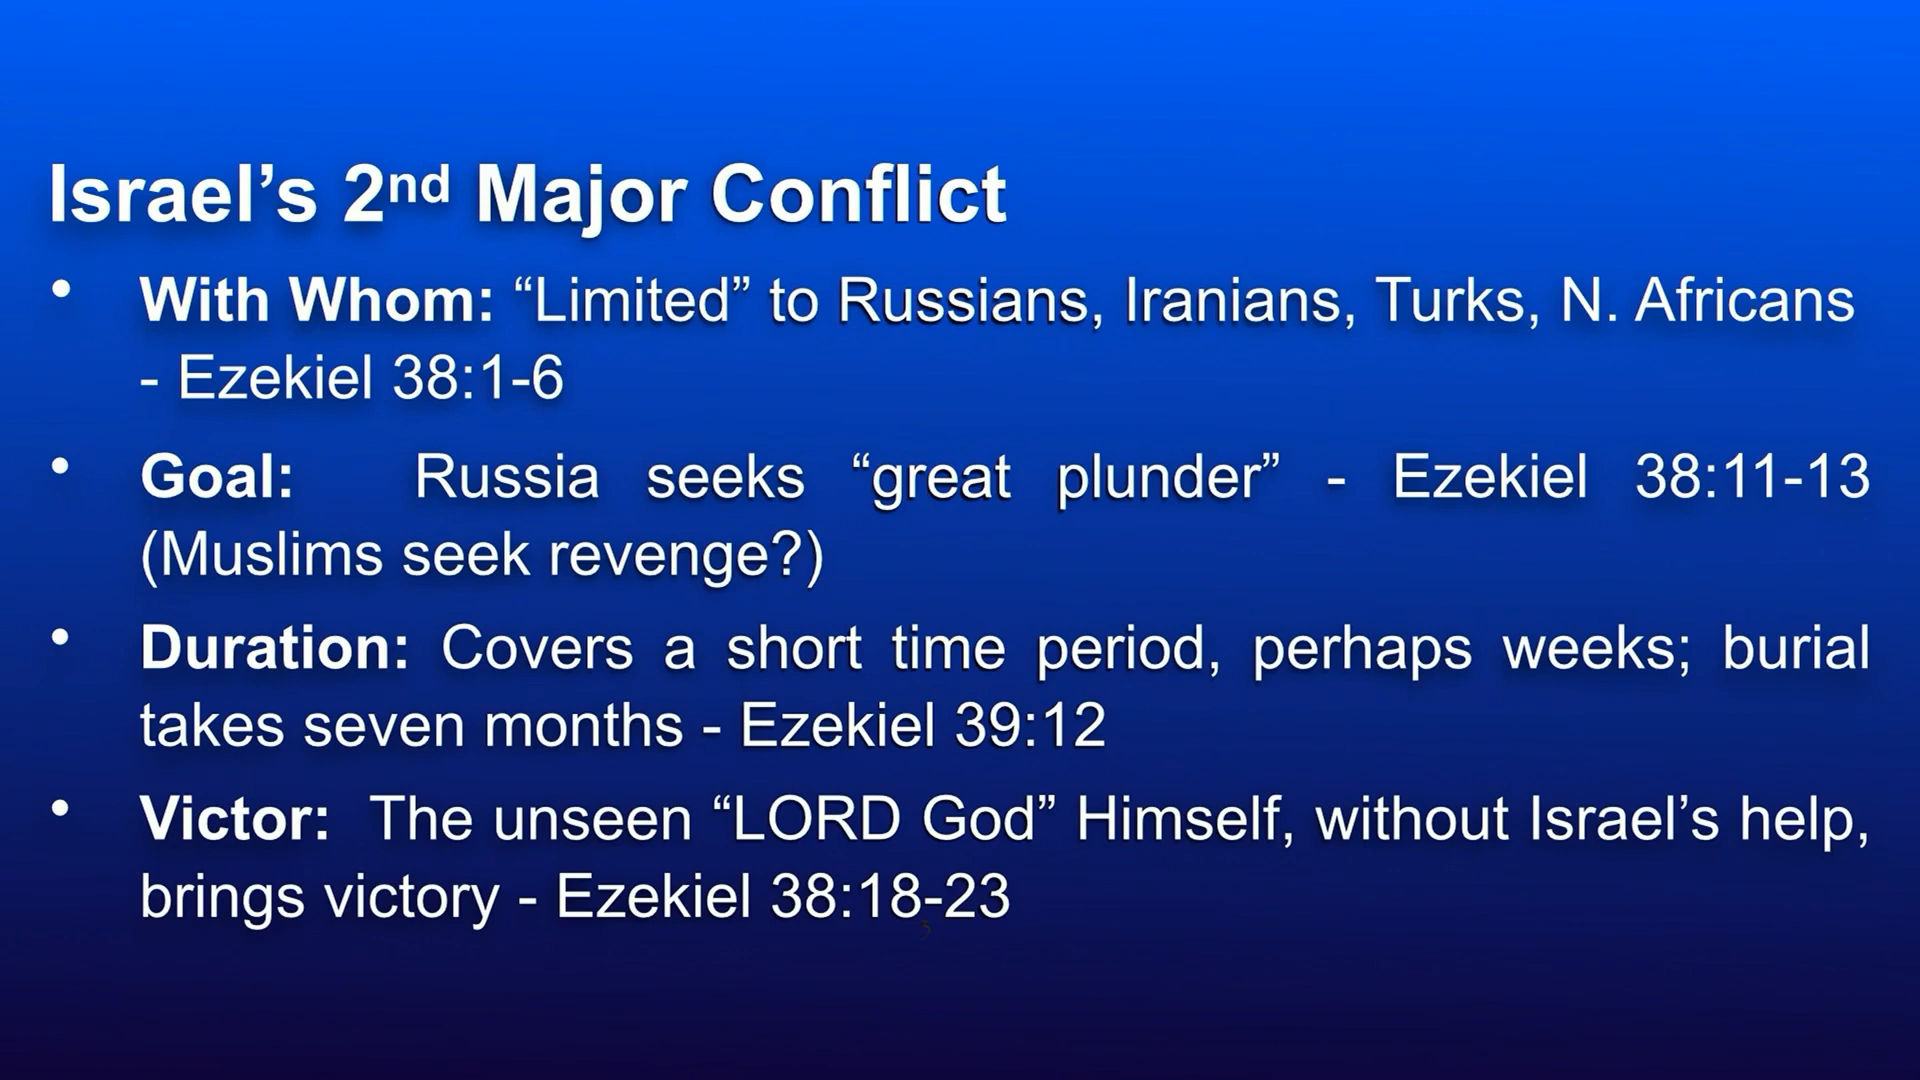 Israel’s 2nd Major Conflict
• With Whom: “Limited” to Russians, Iranians, Turks, N. Africans
- Ezekiel 38:1-6
• Goal: Russia seeks “great plunder” - Ezekiel 38:11-13
(Muslims seek revenge?)
• Duration: Covers a short time period, perhaps weeks; burial
takes seven months - Ezekiel 39:12
• Victor: The unseen “LORD God” Himself, without Israel’s help,
brings victory - Ezekiel 38:18-23